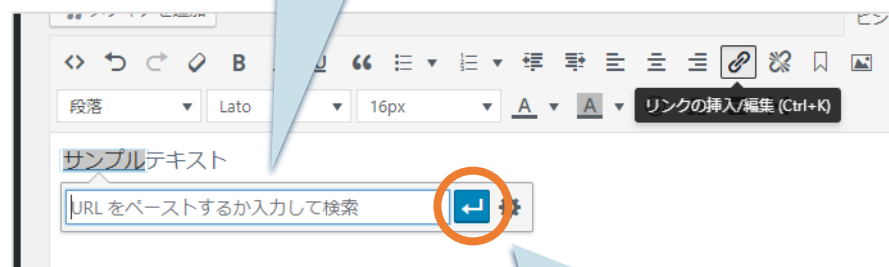 段落 Lato 16px A A リンクの挿入/編集 (Ctrl+K)
サンプルテキスト
URL をペーストするか入力して検索